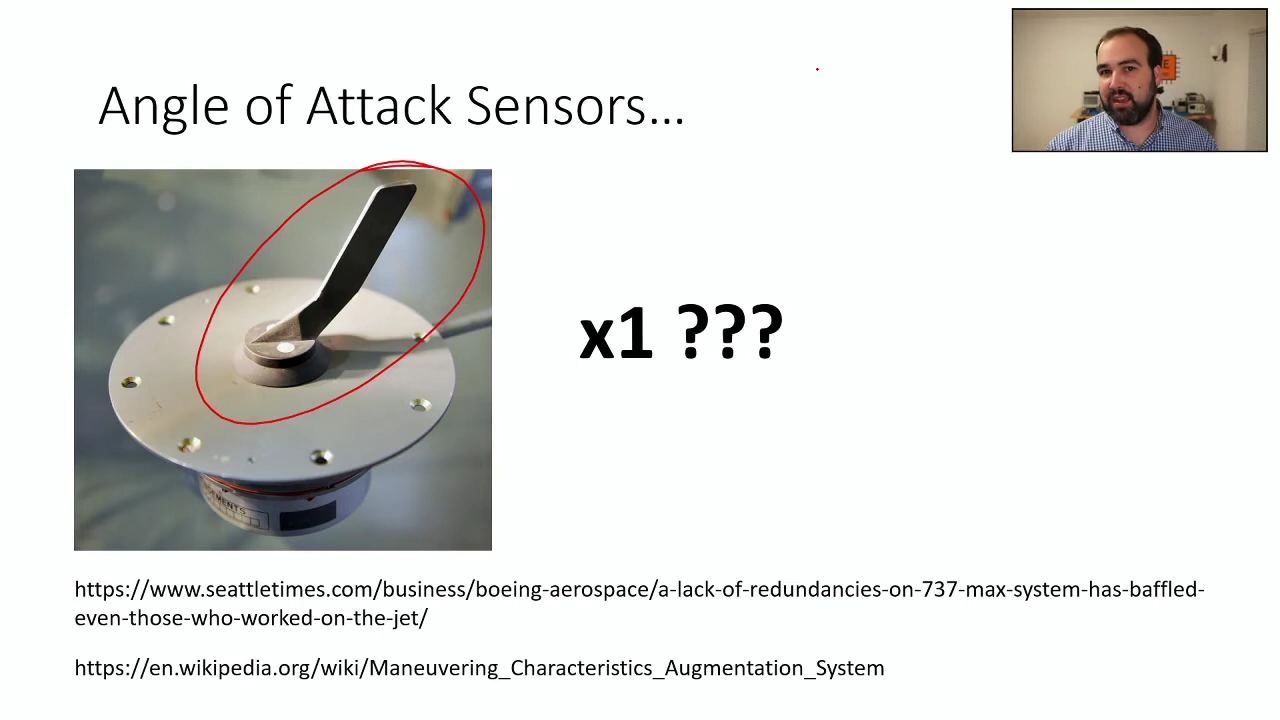 Angle of Attack Sensors...
x1 ???
https://www.seattletimes.com/business/boeing-aerospace/a-lack-of-redundancies-on-737-max-system-has-baffled-
even-those-who-worked-on-the-jet/
https://en.wikipedia.org/wiki/Maneuvering_Characteristics_Augmentation_System